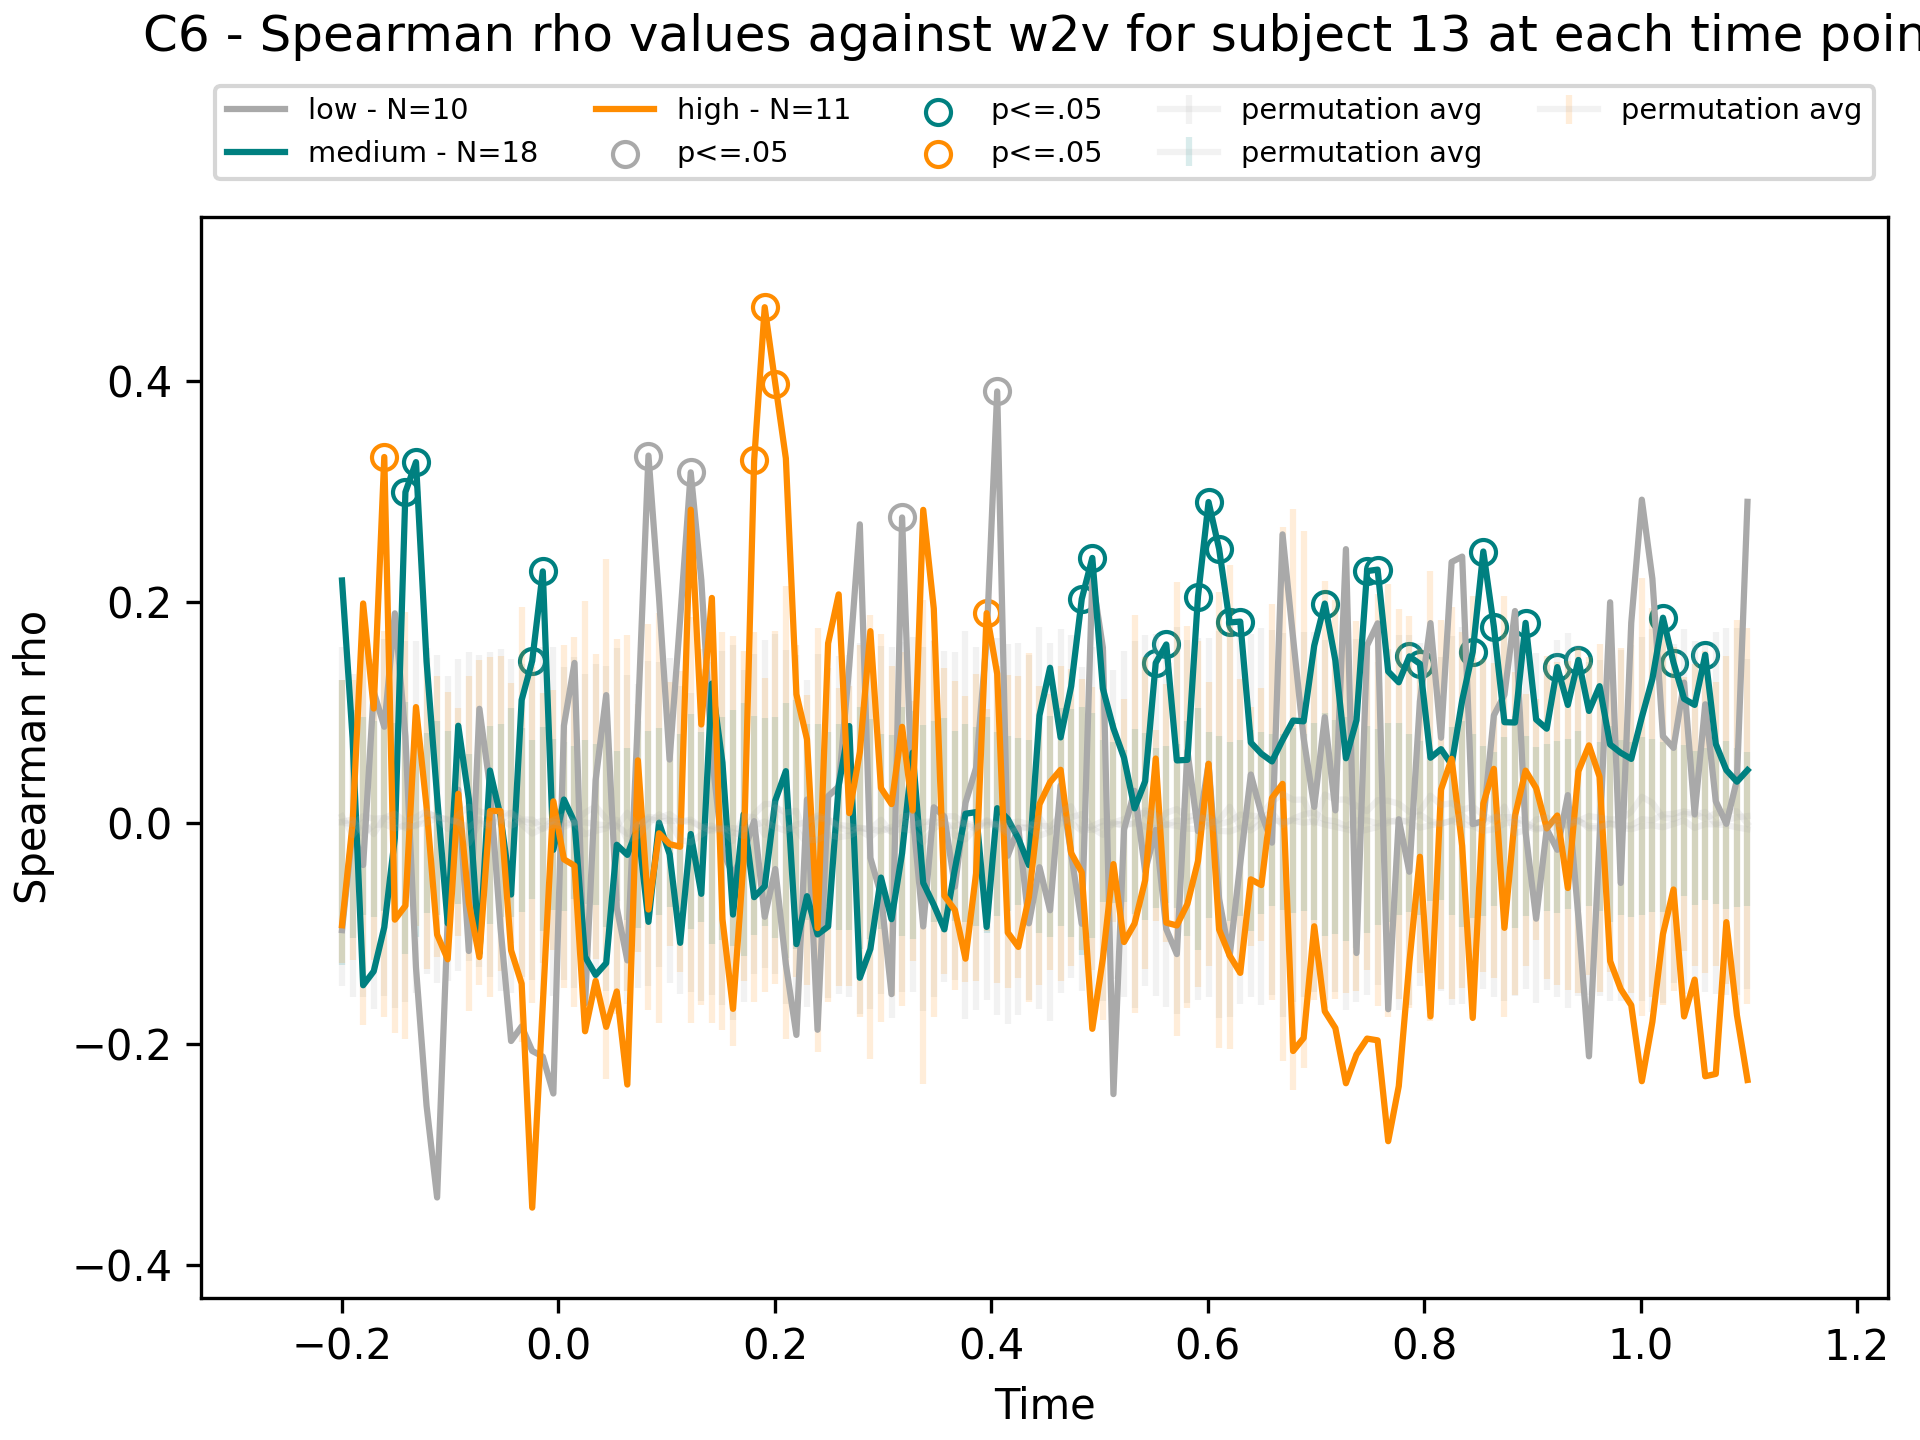 C6 - Spearman rho values against w2v for subject 13 at each time poin
low - N=10
medium - N=18
high - N=11
p<=.05
p<=.05
p<=.05
permutation avg
permutation avg
permutation avg
Spearman rho
0.4
0.2
0.0
−0.2
−0.4
−0.2 0.0 0.2 0.4 0.6 0.8 1.0 1.2
Time